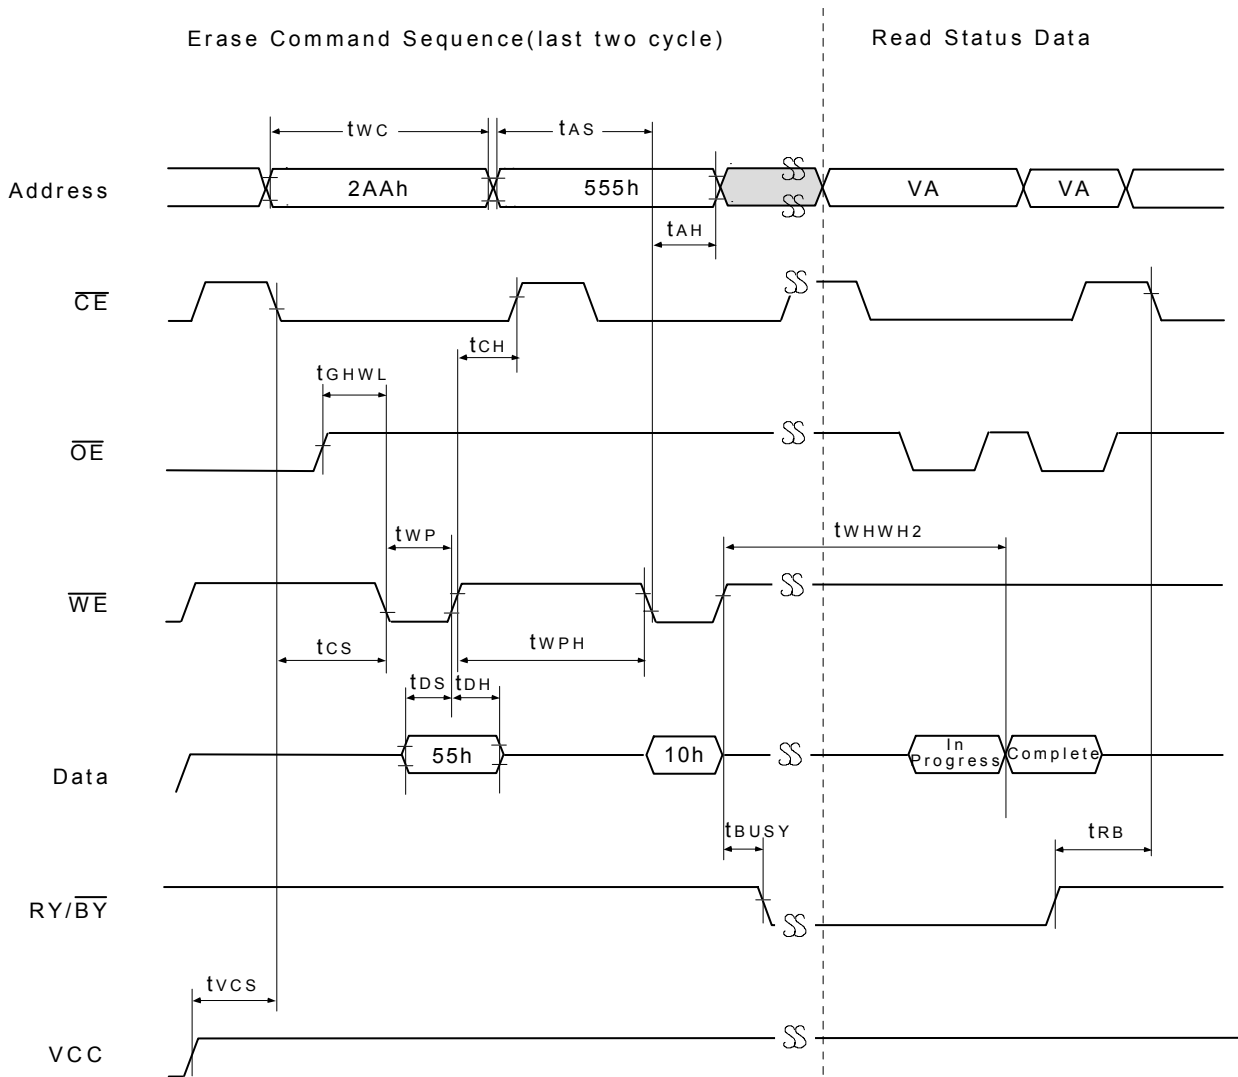 Erase Command Sequence(last two cycle) Read Status Data
tWC tAS
Address 2AAh 555h VA VA
tAH
CE
tCH
tGHWL
OE
tWP tWHWH2
WE
tCS tWPH
tDS tDH
Data 55h 10h In Progress Complete
tBUSY tRB
RY/BY
tVCS
VCC